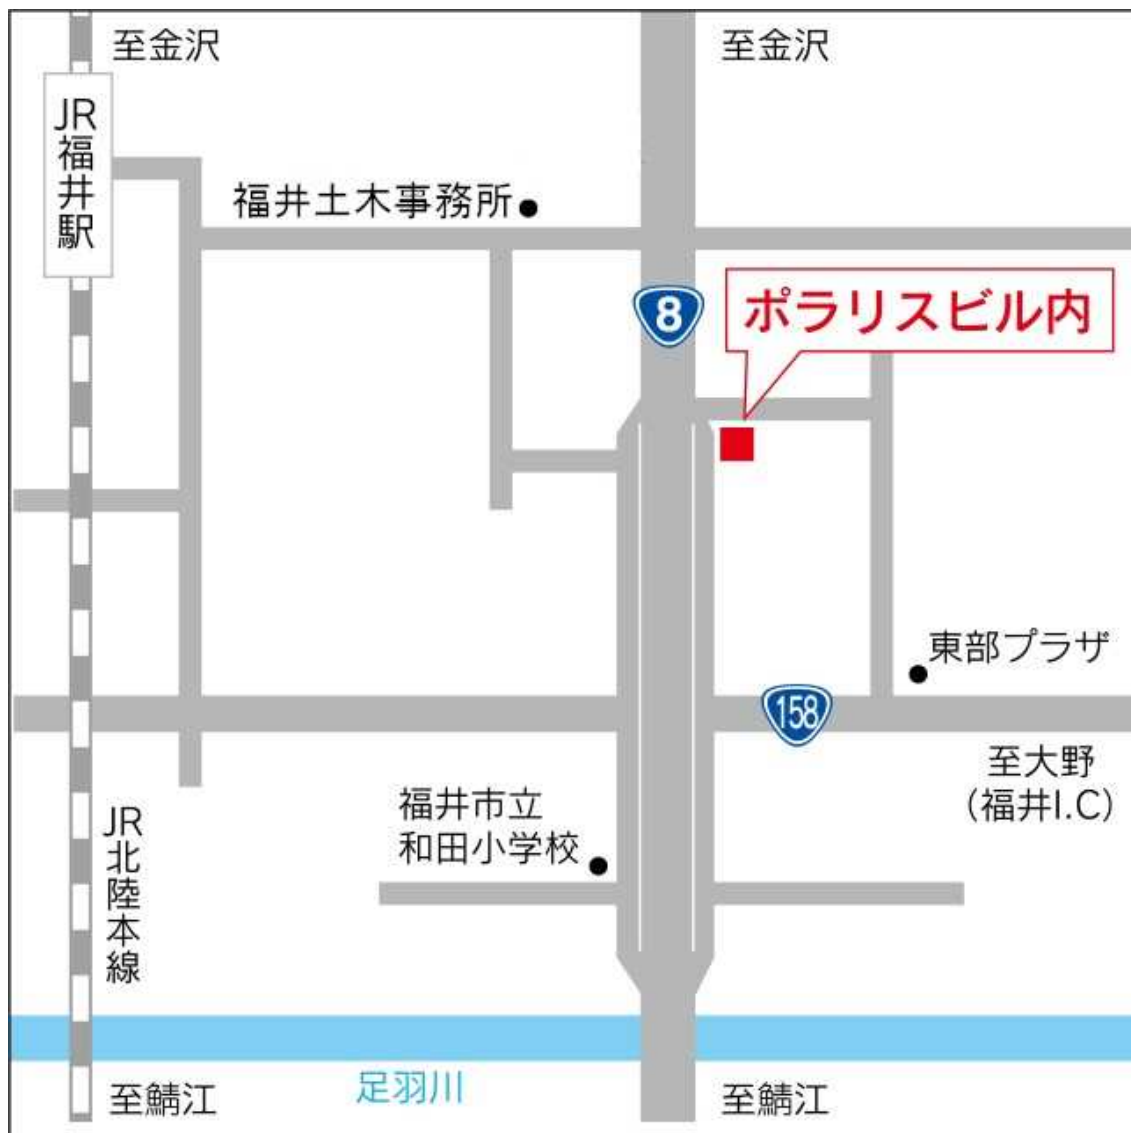 至金沢
至金沢
JR福井駅
福井土木事務所
8
ポラリスビル内
東部プラザ
158
至大野
(福井I.C)
福井市立
和田小学校
JR北陸本線
足羽川
至鯖江
至鯖江